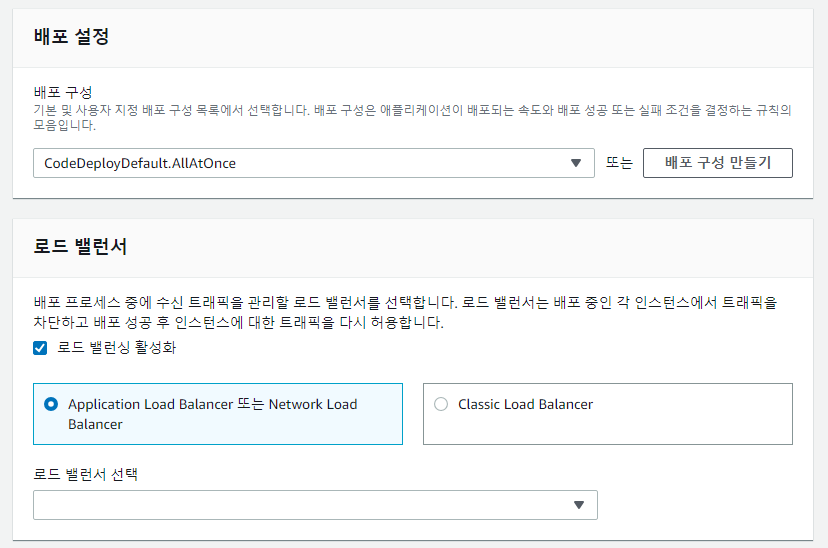 배포 설정
배포 구성
기본 및 사용자 지정 배포 구성 목록에서 선택합니다. 배포 구성은 애플리케이션이 배포되는 속도와 배포 성공 또는 실패 조건을 결정하는 규칙의
모음입니다.
CodeDeployDefault.AllAtOnce 또는 배포 구성 만들기
로드 밸런서
배포 프로세스 중에 수신 트래픽을 관리할 로드 밸런서를 선택합니다. 로드 밸런서는 배포 중인 각 인스턴스에서 트래픽을
차단하고 배포 성공 후 인스턴스에 대한 트래픽을 다시 허용합니다.
로드 밸런싱 활성화
Application Load Balancer 또는 Network Load
Balancer
Classic Load Balancer
로드 밸런서 선택